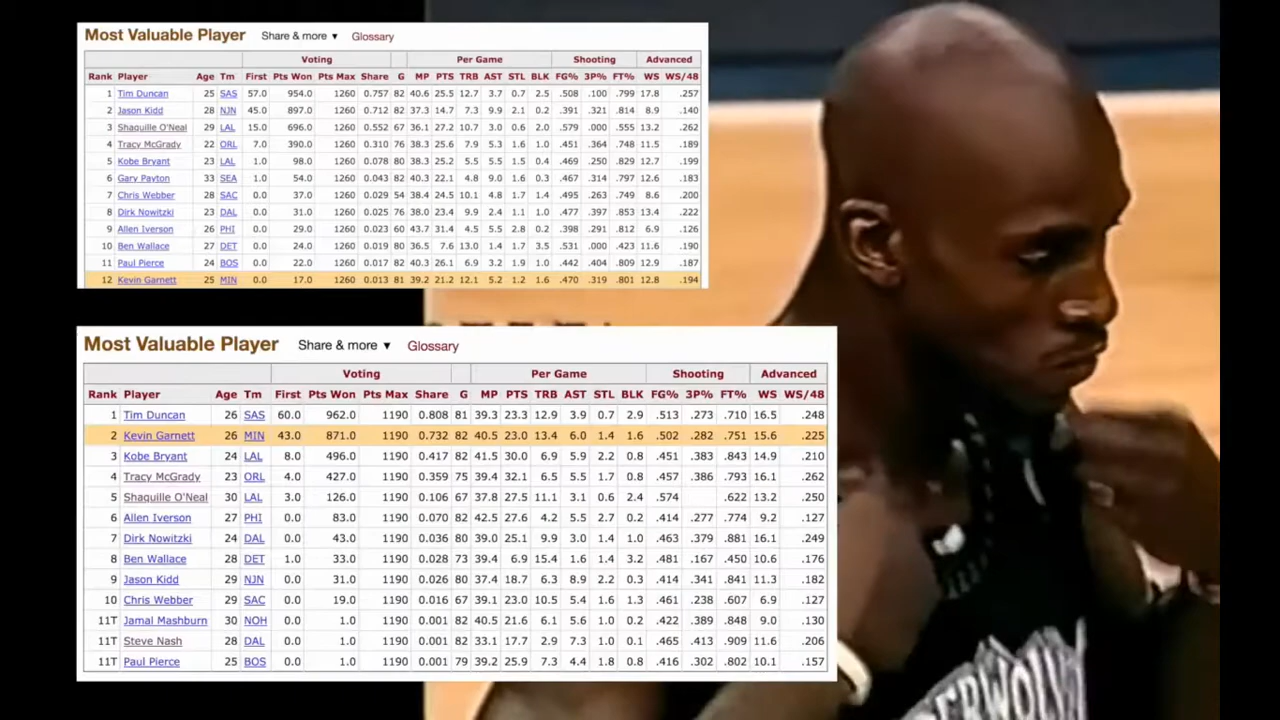 Most Valuable Player Share & more ▼ Glossary
Voting Per Game Shooting Advanced
Rank Player Age Tm First Pts Won Pts Max Share G MP PTS TRB AST STL BLK FG% 3P% FT% WS WS/48
1 Tim Duncan 25 SAS 57.0 954.0 1260 0.757 82 40.6 25.5 12.7 3.7 0.7 2.5 .508 .100 .799 17.8 .257
2 Jason Kidd 28 NJN 45.0 897.0 1260 0.712 82 37.3 14.7 7.3 9.9 2.1 0.2 .391 .321 .814 8.9 .140
3 Shaquille O'Neal 29 LAL 15.0 696.0 1260 0.552 67 36.1 27.2 10.7 3.0 0.6 2.0 .579 .000 .555 13.2 .262
4 Tracy McGrady 22 ORL 7.0 390.0 1260 0.310 76 38.3 25.6 7.9 5.3 1.6 1.0 .451 .364 .748 11.5 .189
5 Kobe Bryant 23 LAL 1.0 98.0 1260 0.078 80 38.3 25.2 5.5 5.5 1.5 0.4 .469 .250 .829 12.7 .199
6 Gary Payton 33 SEA 1.0 54.0 1260 0.043 82 40.3 22.1 4.8 9.0 1.6 0.3 .467 .314 .797 12.6 .183
7 Chris Webber 28 SAC 0.0 37.0 1260 0.029 54 38.4 24.5 10.1 4.8 1.7 1.4 .495 .263 .749 8.6 .200
8 Dirk Nowitzki 23 DAL 0.0 31.0 1260 0.025 76 38.0 23.4 9.9 2.4 1.1 1.0 .477 .397 .853 13.4 .222
9 Allen Iverson 26 PHI 0.0 29.0 1260 0.023 60 43.7 31.4 4.5 5.5 2.8 0.2 .398 .291 .812 6.9 .126
10 Ben Wallace 27 DET 0.0 24.0 1260 0.019 80 36.5 7.6 13.0 1.4 1.7 3.5 .531 .000 .423 11.6 .190
11 Paul Pierce 24 BOS 0.0 22.0 1260 0.017 82 40.3 26.1 6.9 3.2 1.9 1.0 .442 .404 .809 12.9 .187
12 Kevin Garnett 25 MIN 0.0 17.0 1260 0.013 81 39.2 21.2 12.1 5.2 1.2 1.6 .470 .319 .801 12.8 .194
Most Valuable Player Share & more ▼ Glossary
Voting Per Game Shooting Advanced
Rank Player Age Tm First Pts Won Pts Max Share G MP PTS TRB AST STL BLK FG% 3P% FT% WS WS/48
1 Tim Duncan 26 SAS 60.0 962.0 1190 0.808 81 39.3 23.3 12.9 3.9 0.7 2.9 .513 .273 .710 16.5 .248
2 Kevin Garnett 26 MIN 43.0 871.0 1190 0.732 82 40.5 23.0 13.4 6.0 1.4 1.6 .502 .282 .751 15.6 .225
3 Kobe Bryant 24 LAL 8.0 496.0 1190 0.417 82 41.5 30.0 6.9 5.9 2.2 0.8 .451 .383 .843 14.9 .210
4 Tracy McGrady 23 ORL 4.0 427.0 1190 0.359 75 39.4 32.1 6.5 5.5 1.7 0.8 .457 .386 .793 16.1 .262
5 Shaquille O'Neal 30 LAL 3.0 126.0 1190 0.106 67 37.8 27.5 11.1 3.1 0.6 2.4 .574 .622 13.2 .250
6 Allen Iverson 27 PHI 0.0 83.0 1190 0.070 82 42.5 27.6 4.2 5.5 2.7 0.2 .414 .277 .774 9.2 .127
7 Dirk Nowitzki 24 DAL 0.0 43.0 1190 0.036 80 39.0 25.1 9.9 3.0 1.4 1.0 .463 .379 .881 16.1 .249
8 Ben Wallace 28 DET 1.0 33.0 1190 0.028 73 39.4 6.9 15.4 1.6 1.4 3.2 .481 .167 .450 10.6 .176
9 Jason Kidd 29 NJN 0.0 31.0 1190 0.026 80 37.4 18.7 6.3 8.9 2.2 0.3 .414 .341 .841 11.3 .182
10 Chris Webber 29 SAC 0.0 19.0 1190 0.016 67 39.1 23.0 10.5 5.4 1.6 1.3 .461 .238 .607 6.9 .127
11T Jamal Mashburn 30 NOH 0.0 1.0 1190 0.001 82 40.5 21.6 6.1 5.6 1.0 0.2 .422 .389 .848 9.0 .130
11T Steve Nash 28 DAL 0.0 1.0 1190 0.001 82 33.1 17.7 2.9 7.3 1.0 0.1 .465 .413 .909 11.6 .206
11T Paul Pierce 25 BOS 0.0 1.0 1190 0.001 79 39.2 25.9 7.3 4.4 1.8 0.8 .416 .302 .802 10.1 .157